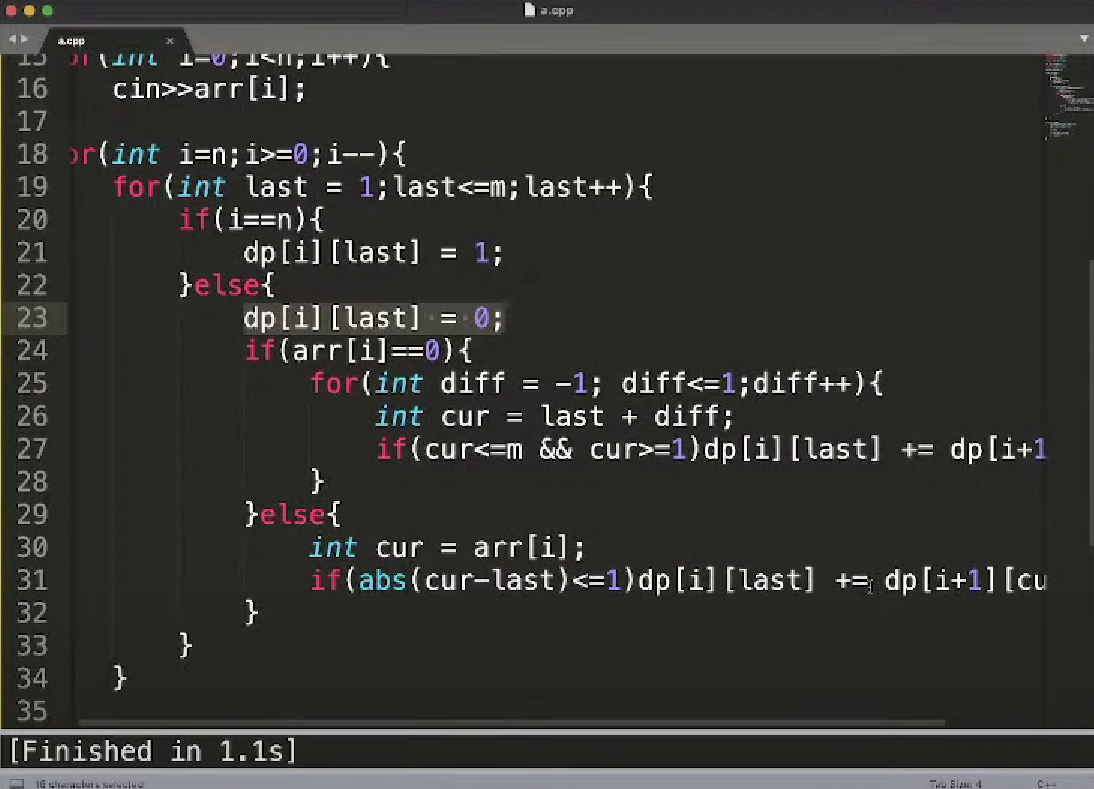 a.cpp
a.cpp
15 or(int i=0;i<n;i++){
16 cin>>arr[i];
17
18 or(int i=n;i>=0;i--){
19 for(int last = 1;last<=m;last++){
20 if(i==n){
21 dp[i][last] = 1;
22 }else{
23 dp[i][last] = 0;
24 if(arr[i]==0){
25 for(int diff = -1; diff<=1;diff++){
26 int cur = last + diff;
27 if(cur<=m && cur>=1)dp[i][last] += dp[i+1
28 }
29 }else{
30 int cur = arr[i];
31 if(abs(cur-last)<=1)dp[i][last] += dp[i+1][cu
32 }
33 }
34 }
35
[Finished in 1.1s]
16 characters selected Tab Size: 4 C++